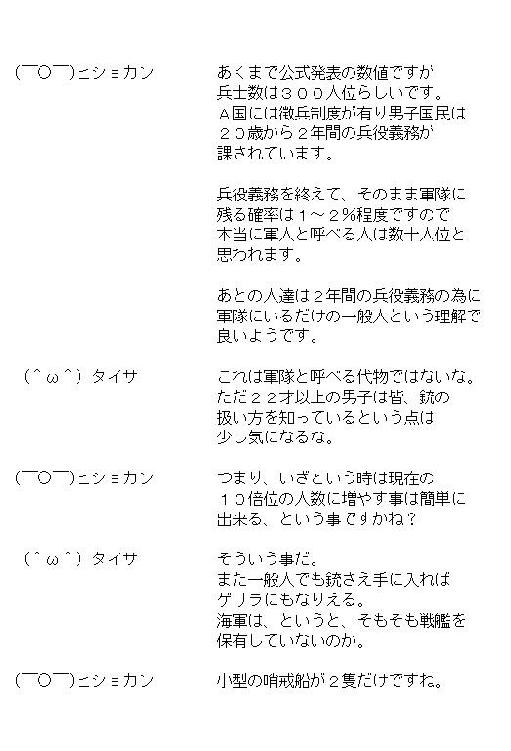 (￣○￣)ヒショカン　あくまで公式発表の数値ですが
兵士数は３００人位らしいです。
Ａ国には徴兵制度が有り男子国民は
２０歳から２年間の兵役義務が
課されています。
兵役義務を終えて、そのまま軍隊に
残る確率は１～２％程度ですので
本当に軍人と呼べる人は数十人位と
思われます。
あとの人達は２年間の兵役義務の為に
軍隊にいるだけの一般人という理解で
良いようです。
(＾ω＾) タイサ　これは軍隊と呼べる代物ではないな。
ただ２２才以上の男子は皆、銃の
扱い方を知っているという点は
少し気になるな。
(￣○￣)ヒショカン　つまり、いざという時は現在の
１０倍位の人数に増やす事は簡単に
出来る、という事ですかね？
(＾ω＾) タイサ　そういう事だ。
また一般人でも銃さえ手に入れば
ゲリラにもなりえる。
海軍は、というと、そもそも戦艦を
保有していないのか。
(￣○￣)ヒショカン　小型の哨戒船が２隻だけですね。